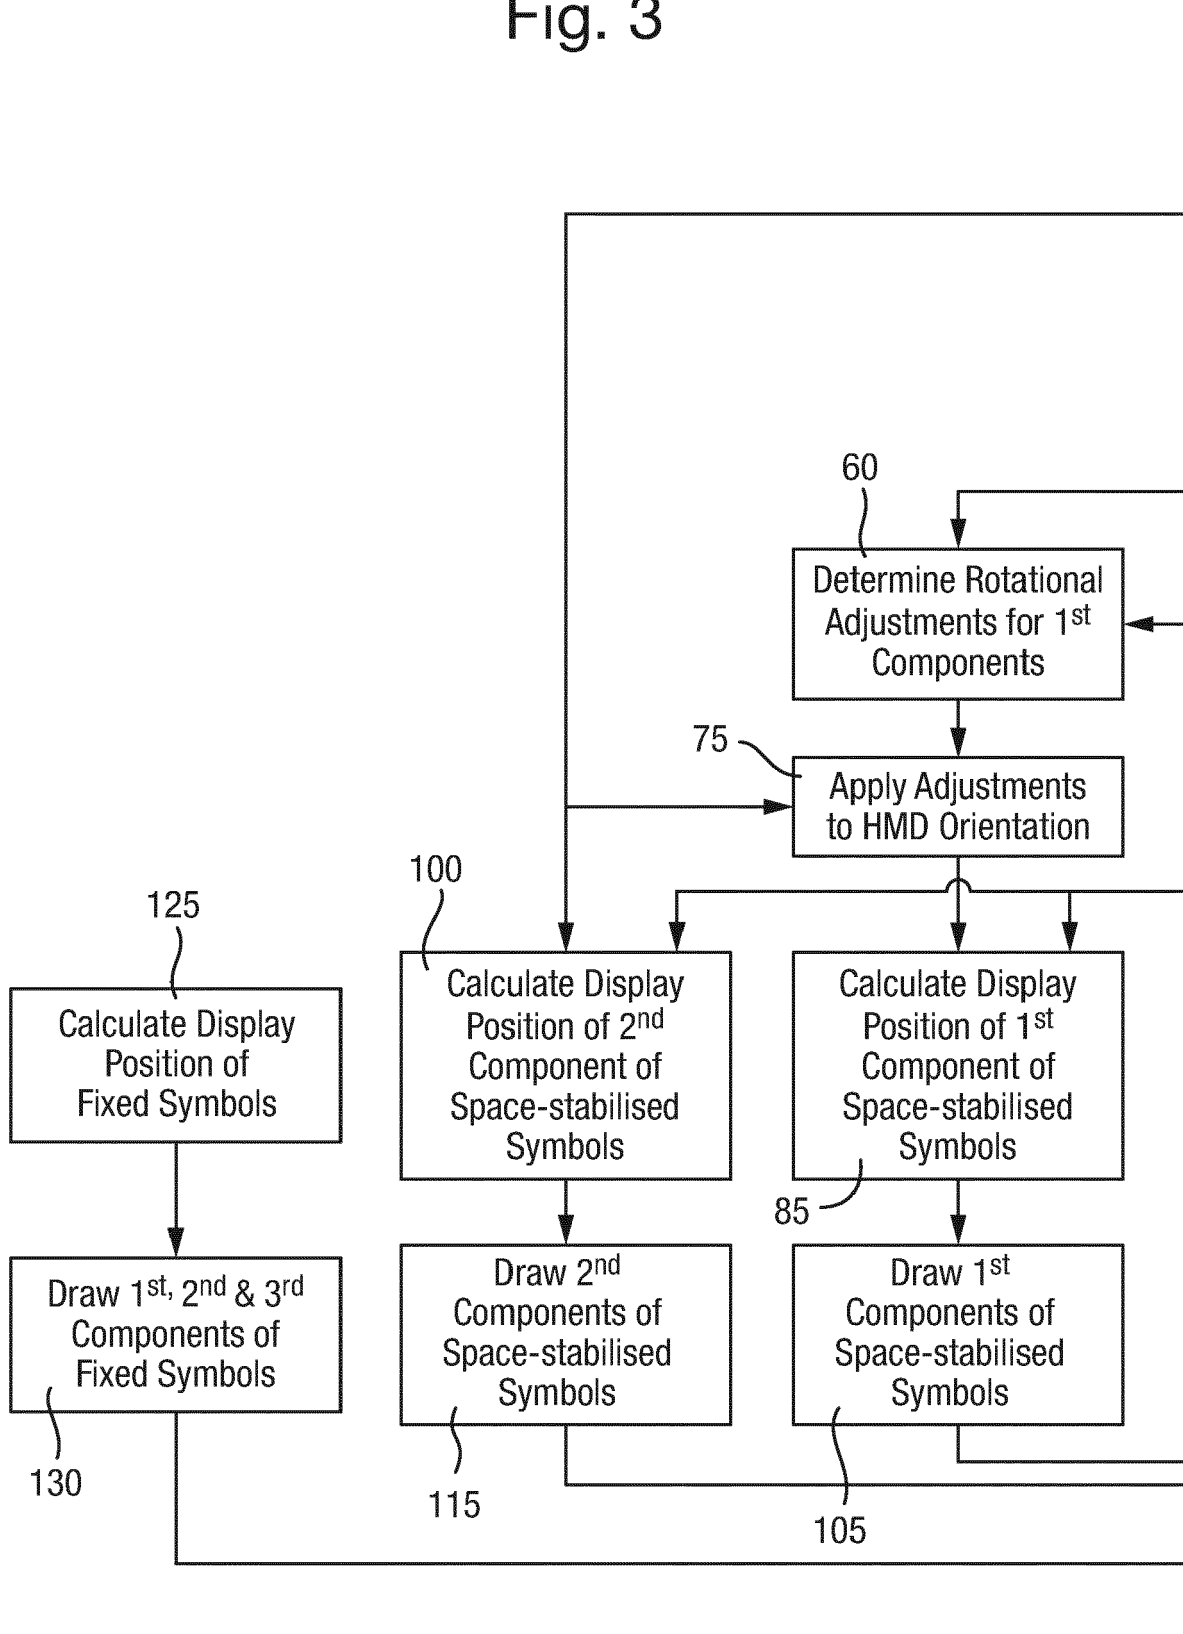 Fig. 3
60
Determine Rotational
Adjustments for 1st
Components
75
Apply Adjustments
to HMD Orientation
100
125
Calculate Display
Position of
Fixed Symbols
Calculate Display
Position of 2nd
Component of
Space-stabilised
Symbols
Calculate Display
Position of 1st
Component of
Space-stabilised
Symbols
85
Draw 1st, 2nd & 3rd
Components of
Fixed Symbols
130
Draw 2nd
Components of
Space-stabilised
Symbols
115
Draw 1st
Components of
Space-stabilised
Symbols
105